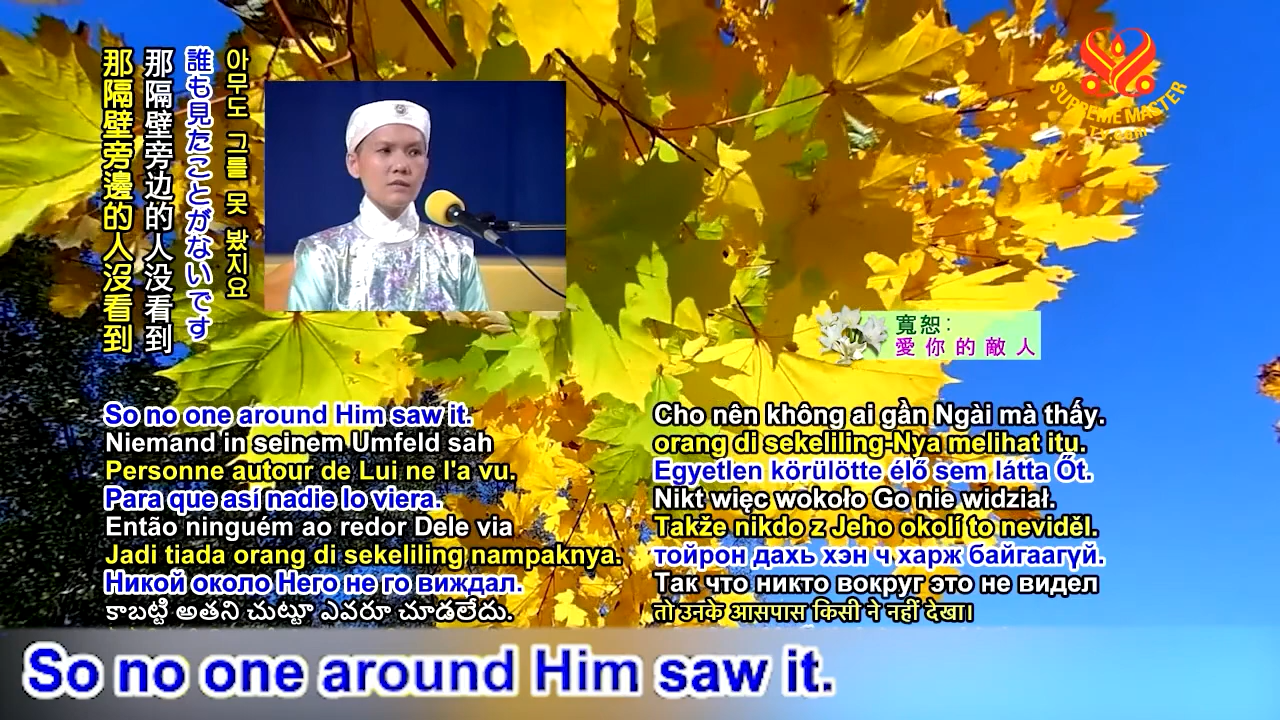 那隔壁旁邊的人沒看到
那隔壁旁边的人没看到
誰も見たことがないです
아무도 그를 못 봤지요
SUPREME MASTER
TV.com
寬恕：
愛你的敵人
So no one around Him saw it.
Niemand in seinem Umfeld sah
Personne autour de Lui ne l'a vu.
Para que así nadie lo viera.
Então ninguém ao redor Dele via
Jadi tiada orang di sekeliling nampaknya.
Никой около Него не го виждал.
కాబట్టి అతని చుట్టూ ఎవరూ చూడలేదు.
Cho nên không ai gần Ngài mà thấy.
orang di sekeliling-Nya melihat itu.
Egyetlen körülötte élő sem látta Őt.
Nikt więc wokoło Go nie widział.
Takže nikdo z Jeho okolí to neviděl.
тойрон дахь хэн ч харж байгаагүй.
Так что никто вокруг это не видел
तो उनके आसपास किसी ने नहीं देखा।
So no one around Him saw it.